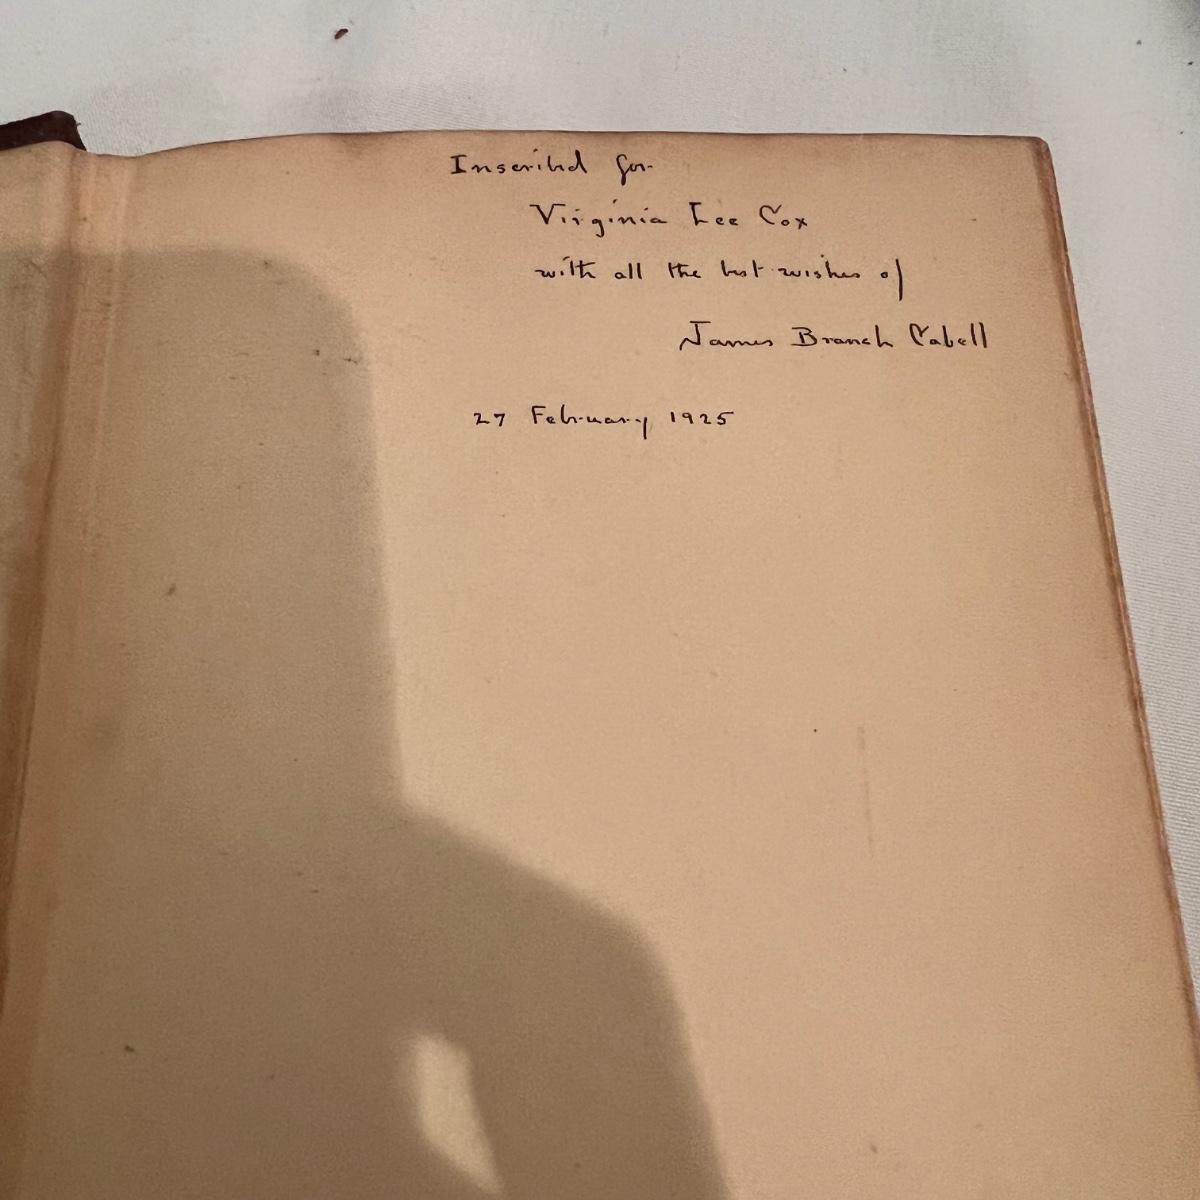 Inscribed for
Virginia Lee Cox
with all the best wishes of
James Branch Cabell
27 February 1925